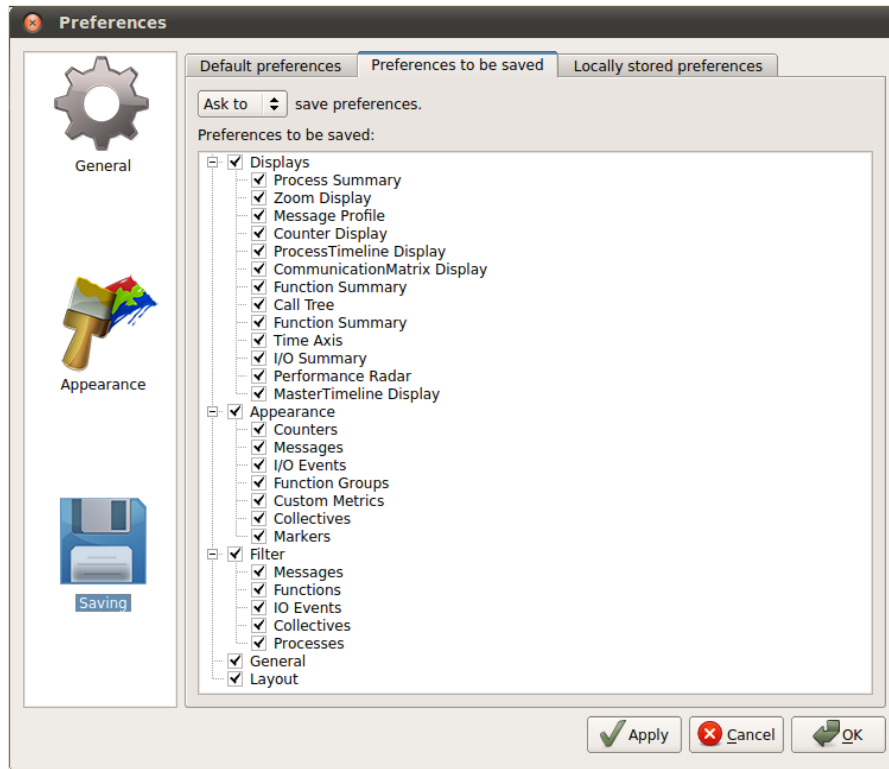 Preferences
General
Appearance
Saving
Default preferences
Preferences to be saved
Locally stored preferences
Ask to save preferences.
Preferences to be saved:
Displays
Process Summary
Zoom Display
Message Profile
Counter Display
ProcessTimeline Display
CommunicationMatrix Display
Function Summary
Call Tree
Function Summary
Time Axis
I/O Summary
Performance Radar
MasterTimeline Display
Appearance
Counters
Messages
I/O Events
Function Groups
Custom Metrics
Collectives
Markers
Filter
Messages
Functions
IO Events
Collectives
Processes
General
Layout
Apply
Cancel
OK